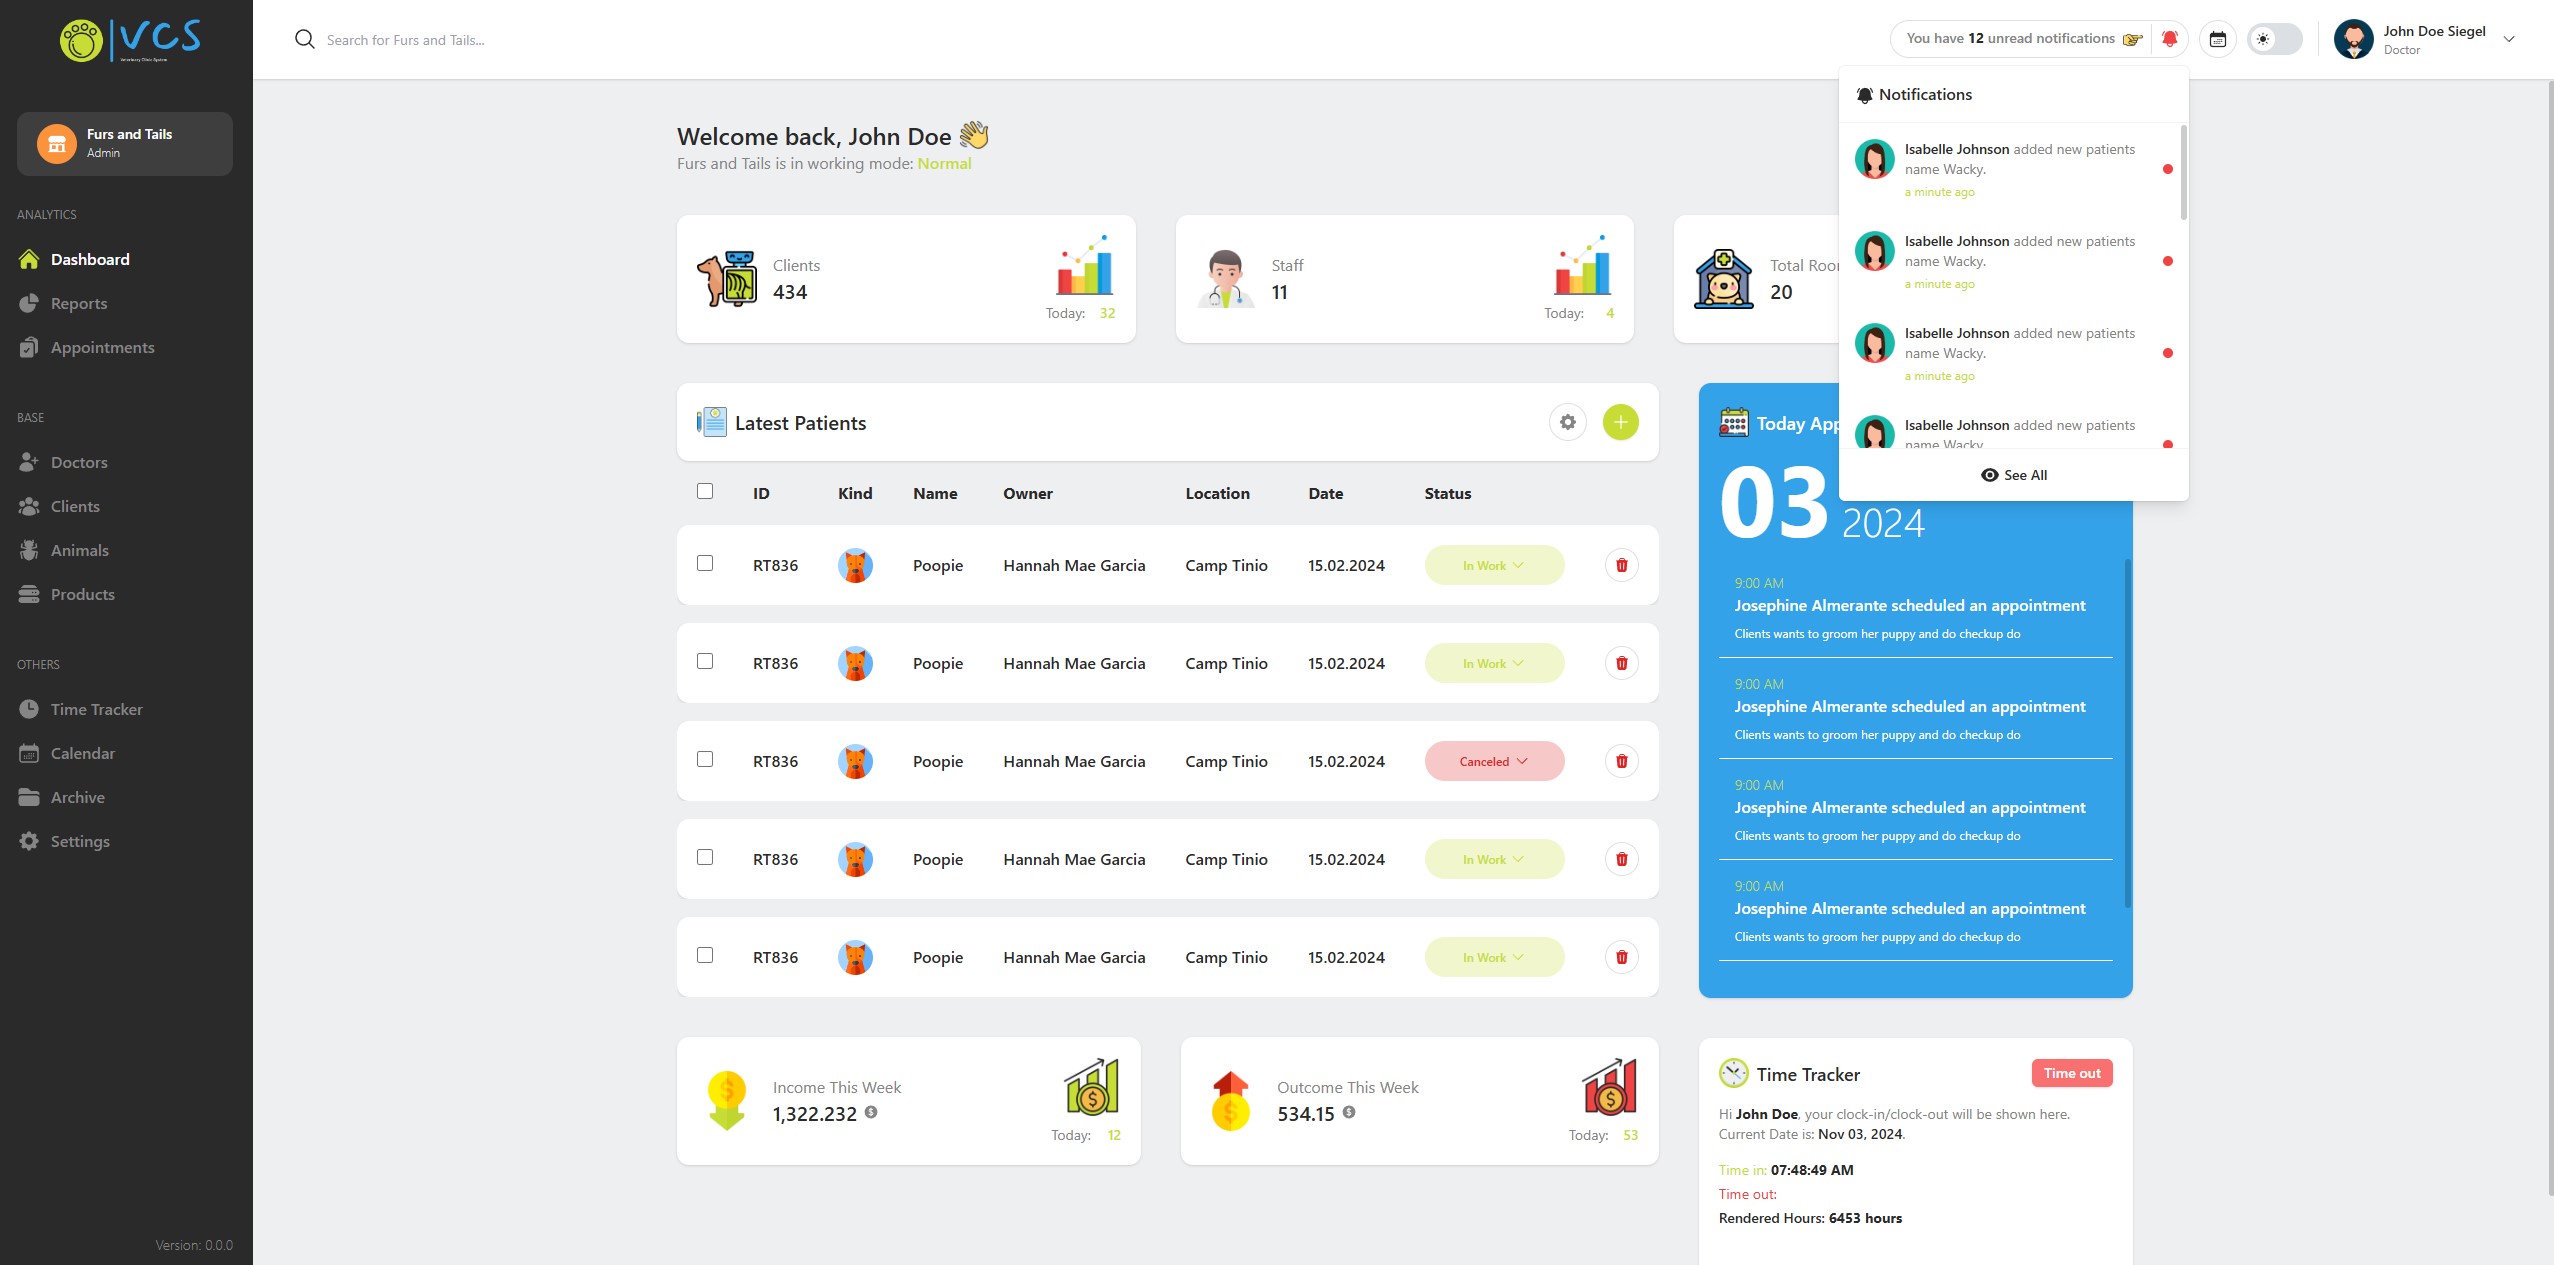 VCS
Veterinary Clinic System
Furs and Tails
Admin
ANALYTICS
Dashboard
Reports
Appointments
BASE
Doctors
Clients
Animals
Products
OTHERS
Time Tracker
Calendar
Archive
Settings
Version: 0.0.0
Search for Furs and Tails...
You have 12 unread notifications
John Doe Siegel
Doctor
Notifications
Isabelle Johnson added new patients
name Wacky.
a minute ago
Isabelle Johnson added new patients
name Wacky.
a minute ago
Isabelle Johnson added new patients
name Wacky.
a minute ago
Isabelle Johnson added new patients
name Wacky
See All
Welcome back, John Doe
Furs and Tails is in working mode: Normal
Clients
434
Today: 32
Staff
11
Today: 4
Total Roo
20
Latest Patients
ID Kind Name Owner Location Date Status
RT836 Poopie Hannah Mae Garcia Camp Tinio 15.02.2024 In Work
RT836 Poopie Hannah Mae Garcia Camp Tinio 15.02.2024 In Work
RT836 Poopie Hannah Mae Garcia Camp Tinio 15.02.2024 Canceled
RT836 Poopie Hannah Mae Garcia Camp Tinio 15.02.2024 In Work
RT836 Poopie Hannah Mae Garcia Camp Tinio 15.02.2024 In Work
Today App
03
2024
9:00 AM
Josephine Almerante scheduled an appointment
Clients wants to groom her puppy and do checkup do
9:00 AM
Josephine Almerante scheduled an appointment
Clients wants to groom her puppy and do checkup do
9:00 AM
Josephine Almerante scheduled an appointment
Clients wants to groom her puppy and do checkup do
9:00 AM
Josephine Almerante scheduled an appointment
Clients wants to groom her puppy and do checkup do
Income This Week
1,322.232
Today: 12
Outcome This Week
534.15
Today: 53
Time Tracker
Time out
Hi John Doe, your clock-in/clock-out will be shown here.
Current Date is: Nov 03, 2024.
Time in: 07:48:49 AM
Time out:
Rendered Hours: 6453 hours